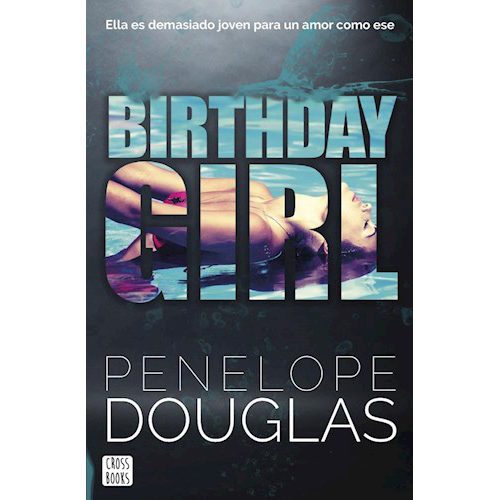 Ella es demasiado joven para un amor como ese
BIRTHDAY
GIRL
PENELOPE
DOUGLAS
CROSS
BOOKS